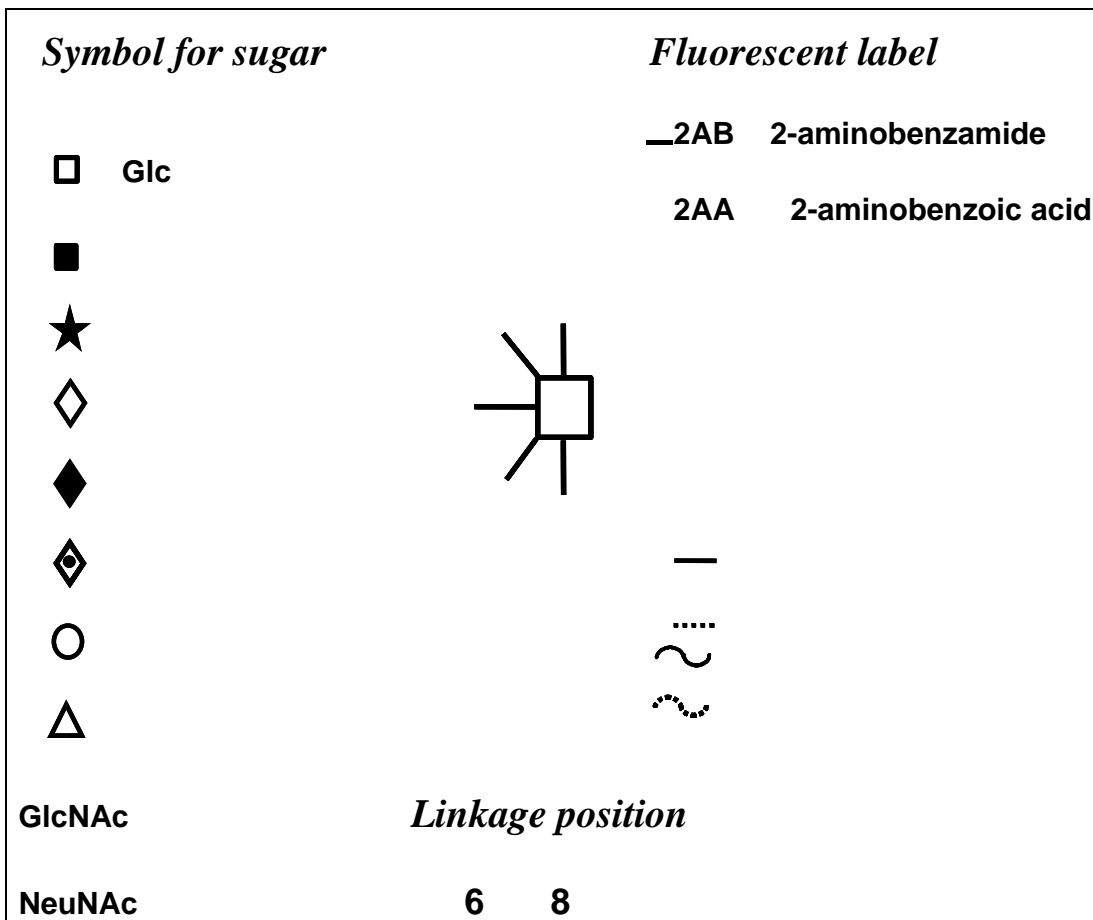 Symbol for sugar
Fluorescent label
2AB 2-aminobenzamide
Glc
2AA 2-aminobenzoic acid
GlcNAc
Linkage position
NeuNAc
6 8